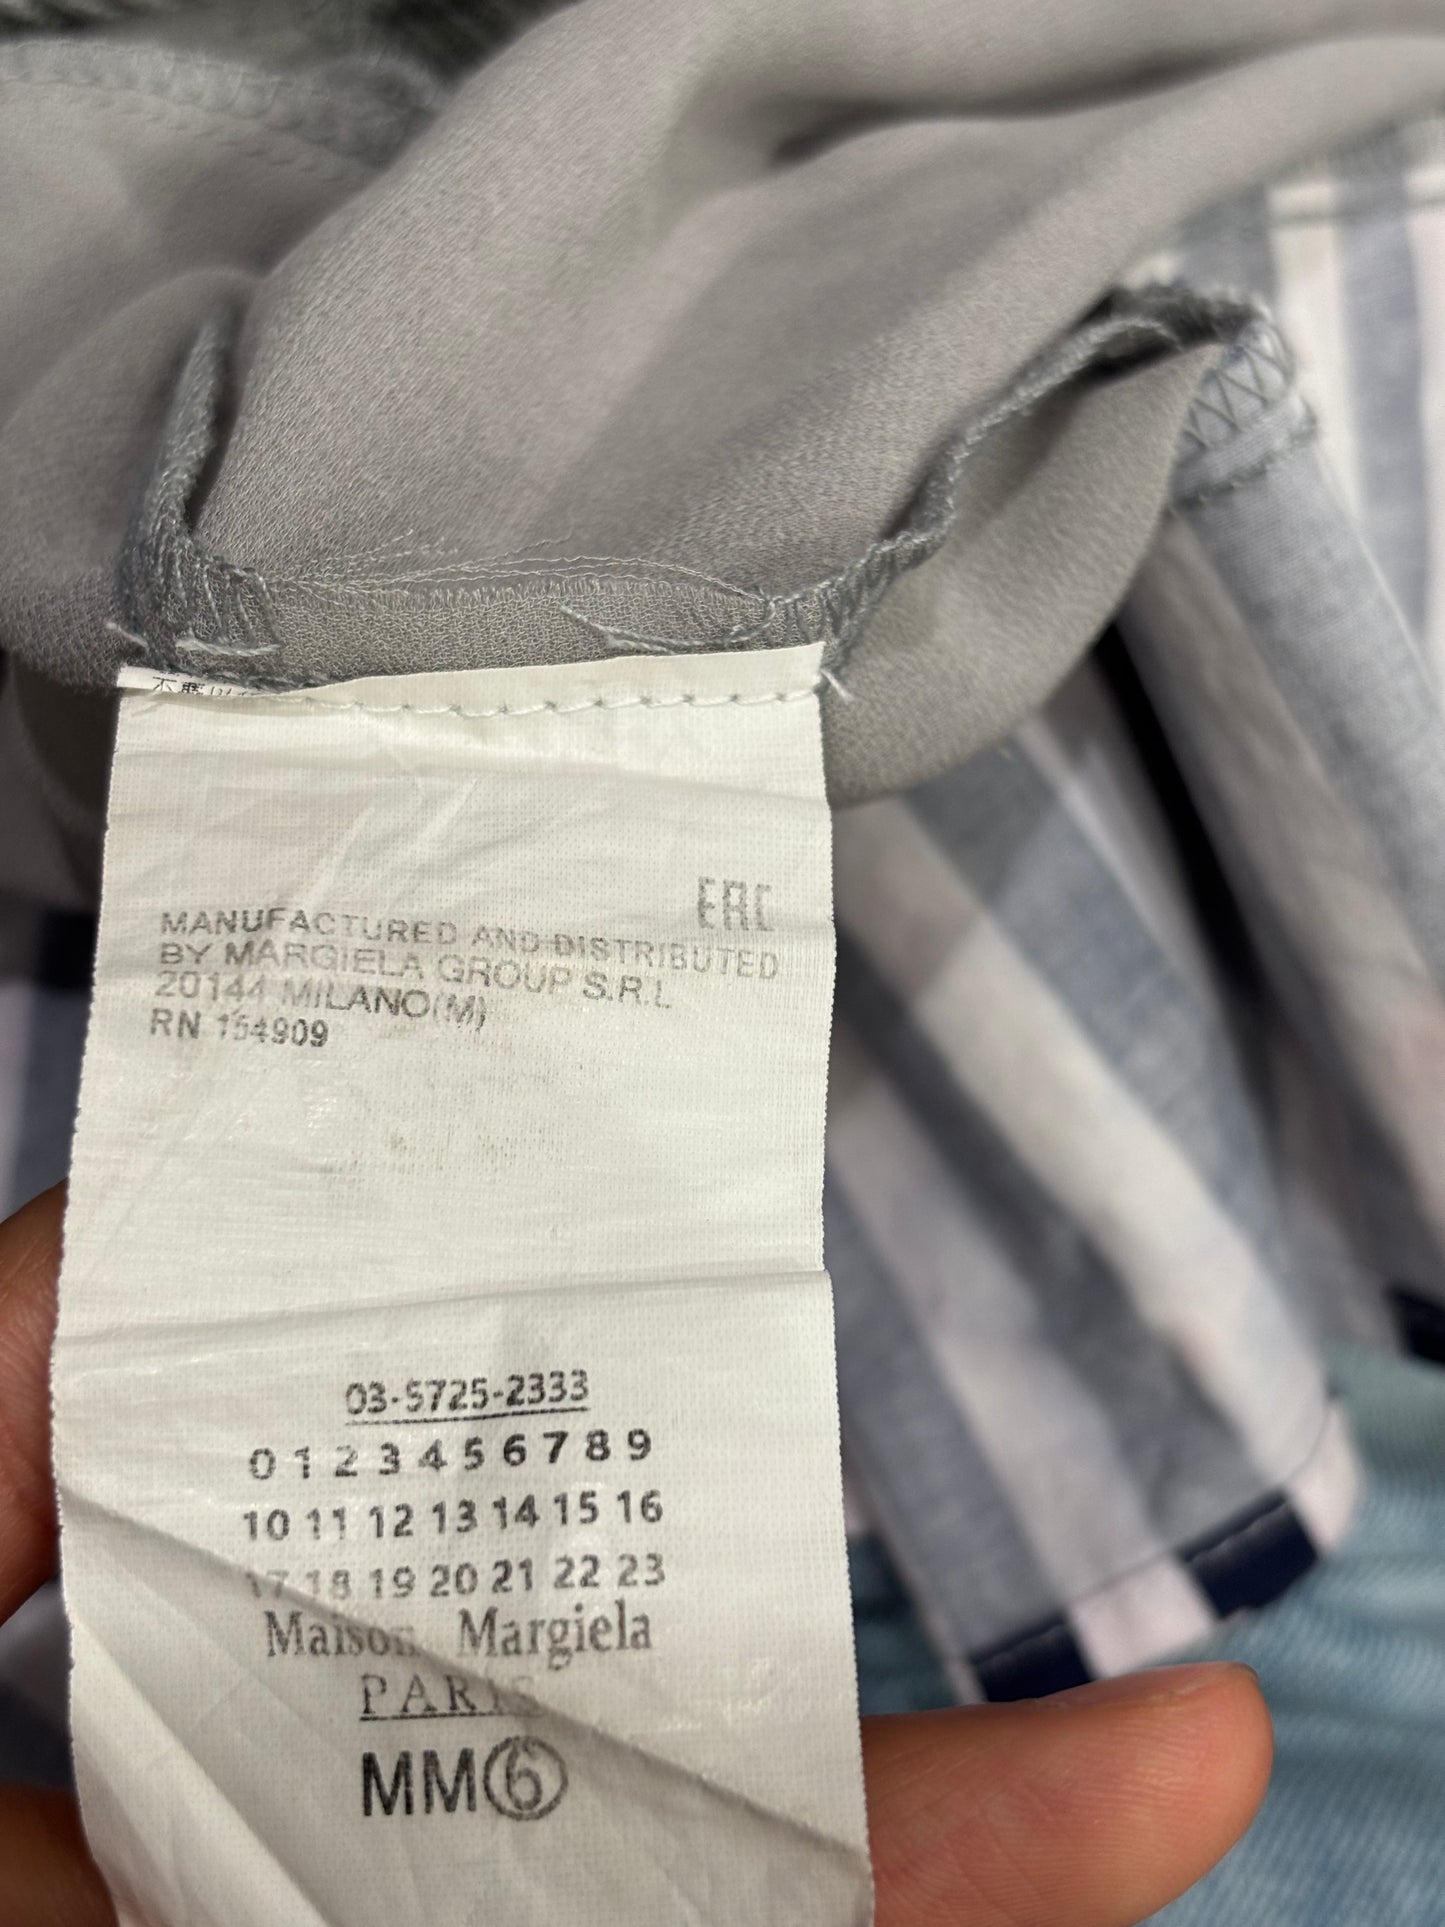 EAC
MANUFACTURED AND DISTRIBUTED
BY MARGIELA GROUP S.R.L
20144 MILANO(M)
RN 154909
03-5725-2333
0 1 2 3 4 5 6 7 8 9
10 11 12 13 14 15 16
17 18 19 20 21 22 23
Maison Margiela
PARIS
MM6